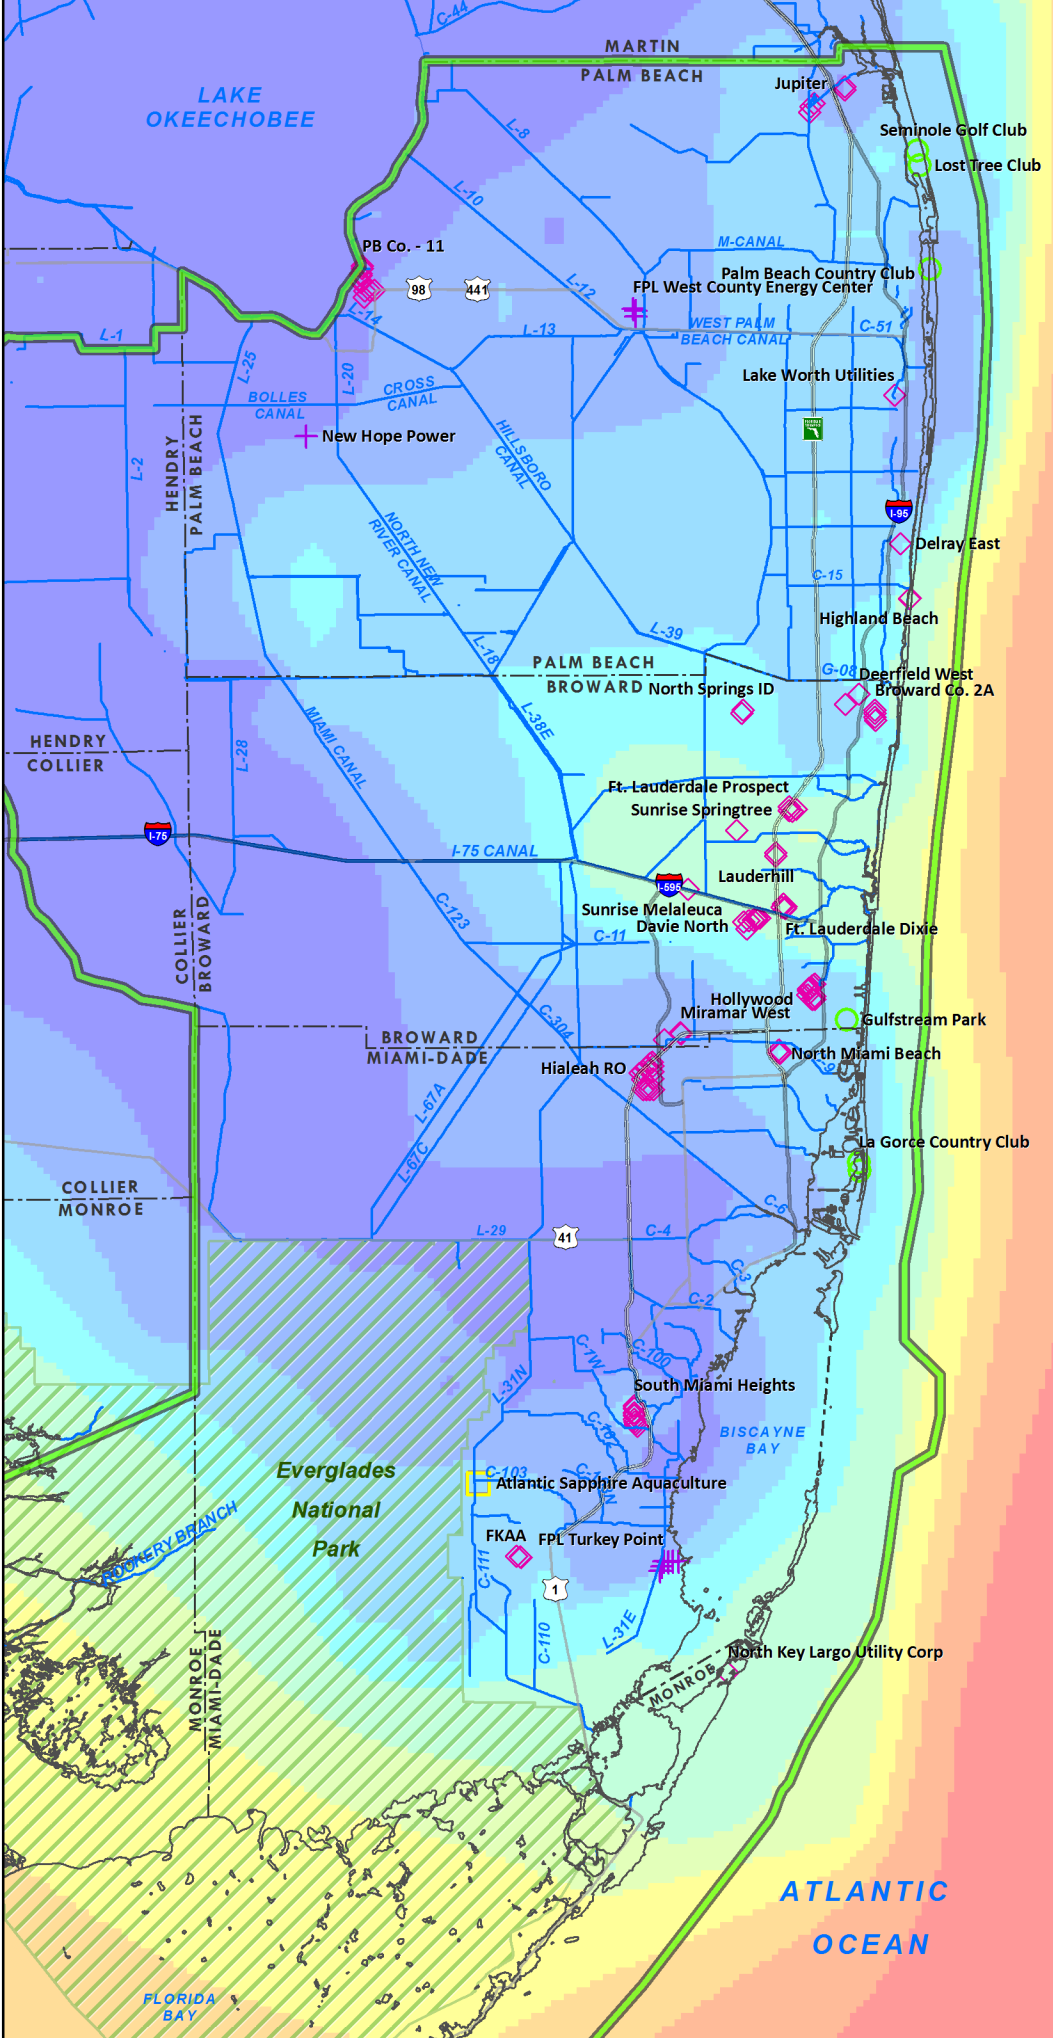 C-44
MARTIN
PALM BEACH
LAKE
OKEECHOBEE
Jupiter
L-8
Seminole Golf Club
Lost Tree Club
L-10
PB Co. - 11
M-CANAL
Palm Beach Country Club
98
441
L-12
FPL West County Energy Center
L-14
L-1
L-13
WEST PALM
BEACH CANAL
C-51
L-25
L-20
CROSS
CANAL
BOLLES
CANAL
Lake Worth Utilities
HENDRY
PALM BEACH
New Hope Power
L-2
HILLSBORO
CANAL
I-95
NORTH NEW
RIVER CANAL
Delray East
C-15
Highland Beach
L-39
L-18
PALM BEACH
BROWARD
G-08
Deerfield West
North Springs ID
Broward Co. 2A
L-38E
MIAMI CANAL
HENDRY
COLLIER
L-28
Ft. Lauderdale Prospect
Sunrise Springtree
I-75
I-75 CANAL
Lauderhill
I-595
C-123
Sunrise Melaleuca
Davie North
Ft. Lauderdale Dixie
C-11
COLLIER
BROWARD
Hollywood
Miramar West
Gulfstream Park
C-304
BROWARD
MIAMI-DADE
North Miami Beach
Hialeah RO
L-67A
L-67C
La Gorce Country Club
COLLIER
MONROE
C-6
L-29
41
C-4
C-3
C-2
C-1W
C-100
L-31N
South Miami Heights
C-102
BISCAYNE
BAY
Everglades
National
Park
C-103
Atlantic Sapphire Aquaculture
ROOKERY BRANCH
FKAA
FPL Turkey Point
C-111
1
C-110
L-31E
MONROE
MIAMI-DADE
North Key Largo Utility Corp
MONROE
ATLANTIC
OCEAN
FLORIDA
BAY